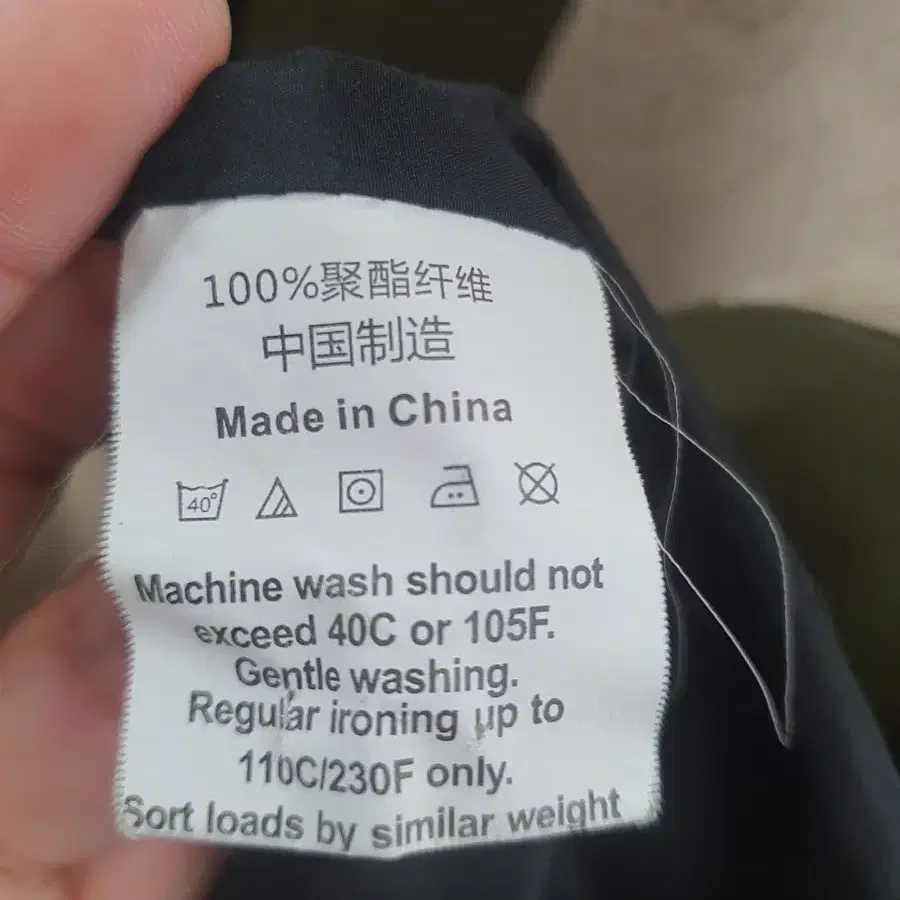 100%聚酯纤维
中国制造
Made in China
40°
Machine wash should not
exceed 40C or 105F.
Gentle washing.
Regular ironing up to
110C/230F only.
Sort loads by similar weight